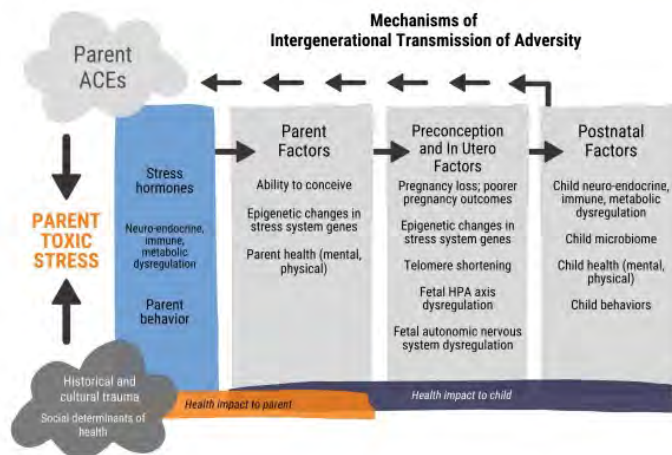 Mechanisms of
Intergenerational Transmission of Adversity
Parent
ACEs
PARENT
TOXIC
STRESS
Historical and
cultural trauma
Social determinants of
health
Stress
hormones
Neuro-endocrine,
immune,
metabolic
dysregulation
Parent
behavior
Parent
Factors
Ability to conceive
Epigenetic changes in
stress system genes
Parent health (mental,
physical)
Preconception
and In Utero
Factors
Pregnancy loss; poorer
pregnancy outcomes
Epigenetic changes in
stress system genes
Telomere shortening
Fetal HPA axis
dysregulation
Fetal autonomic nervous
system dysregulation
Postnatal
Factors
Child neuro-endocrine,
immune, metabolic
dysregulation
Child microbiome
Child health (mental,
physical)
Child behaviors
Health impact to parent
Health impact to child